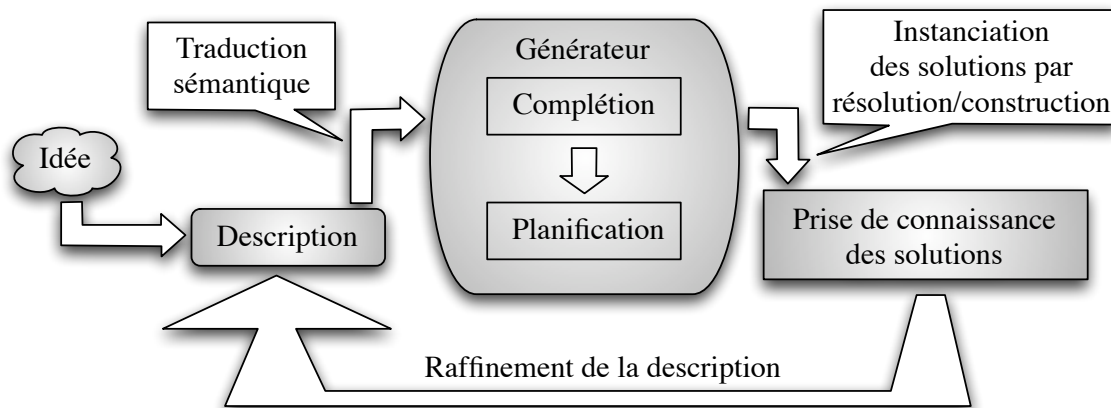 Traduction
sémantique
Générateur
Complétion
Planification
Instanciation
des solutions par
résolution/construction
Idée
Description
Prise de connaissance
des solutions
Raffinement de la description